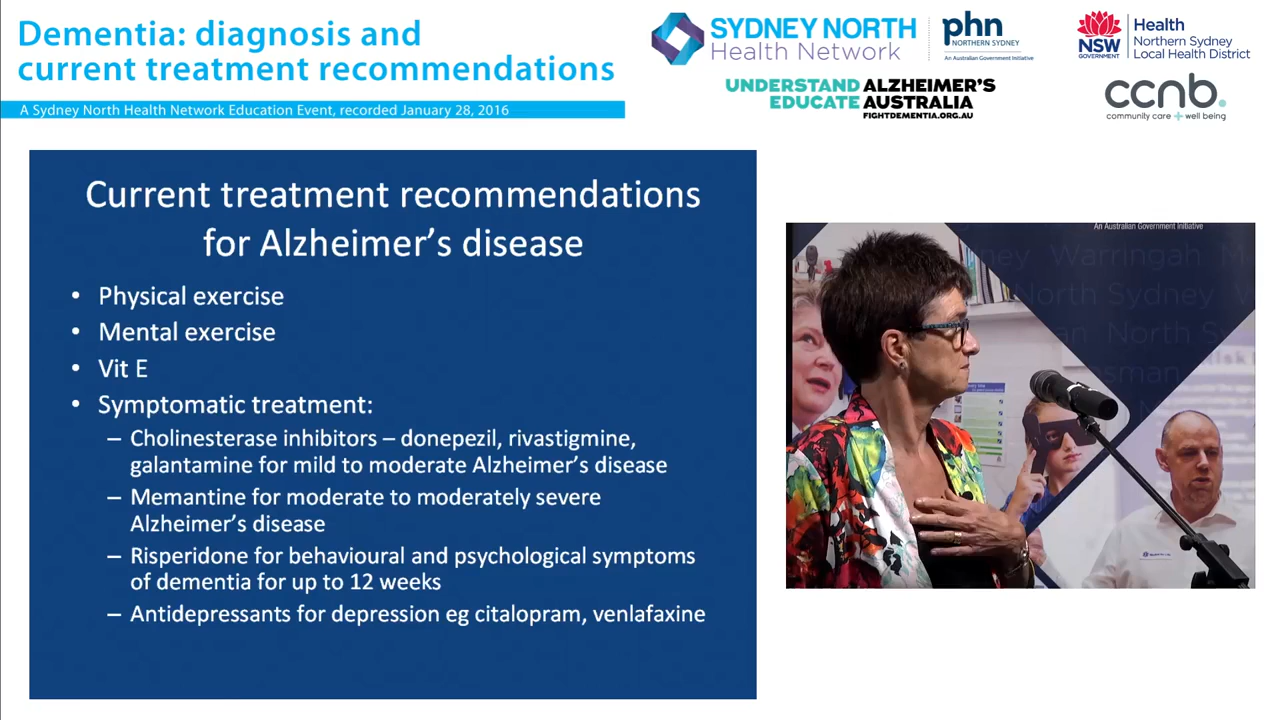 Dementia: diagnosis and
current treatment recommendations
A Sydney North Health Network Education Event, recorded January 28, 2016
SYDNEY NORTH
Health Network
phn
NORTHERN SYDNEY
An Australian Government Initiative
NSW
GOVERNMENT
Health
Northern Sydney
Local Health District
UNDERSTAND ALZHEIMER'S
EDUCATE AUSTRALIA
FIGHTDEMENTIA.ORG.AU
ccnb.
community care + well being
Current treatment recommendations
for Alzheimer's disease
• Physical exercise
• Mental exercise
• Vit E
• Symptomatic treatment:
– Cholinesterase inhibitors – donepezil, rivastigmine,
galantamine for mild to moderate Alzheimer's disease
– Memantine for moderate to moderately severe
Alzheimer's disease
– Risperidone for behavioural and psychological symptoms
of dementia for up to 12 weeks
– Antidepressants for depression eg citalopram, venlafaxine
An Australian Government Initiative
Warringah
North Sydney
North